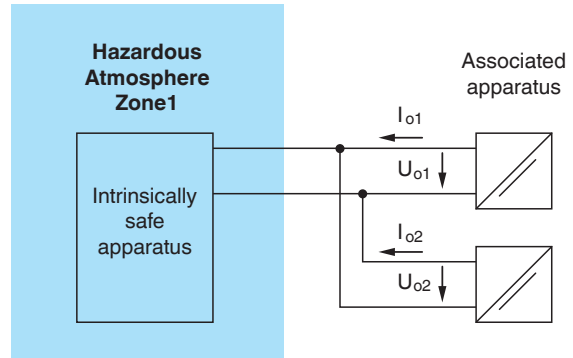 Hazardous
Atmosphere
Zone1
Associated
apparatus
Io1
Uo1
Intrinsically
safe
apparatus
Io2
Uo2